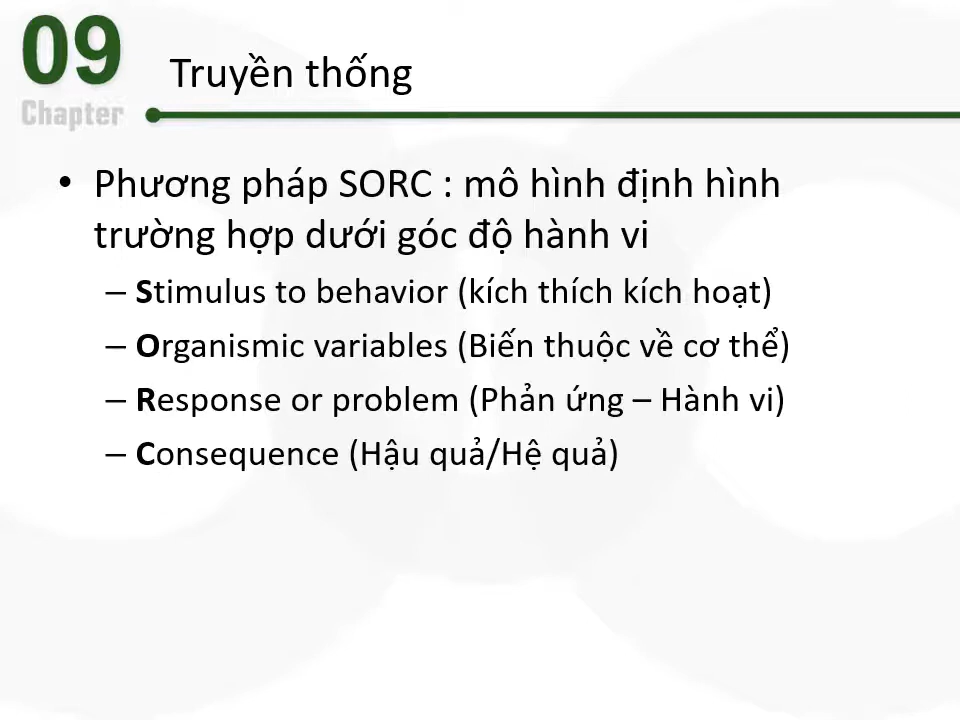 09
Chapter
Truyền thống
• Phương pháp SORC : mô hình định hình
trường hợp dưới góc độ hành vi
– Stimulus to behavior (kích thích kích hoạt)
– Organismic variables (Biến thuộc về cơ thể)
– Response or problem (Phản ứng – Hành vi)
– Consequence (Hậu quả/Hệ quả)